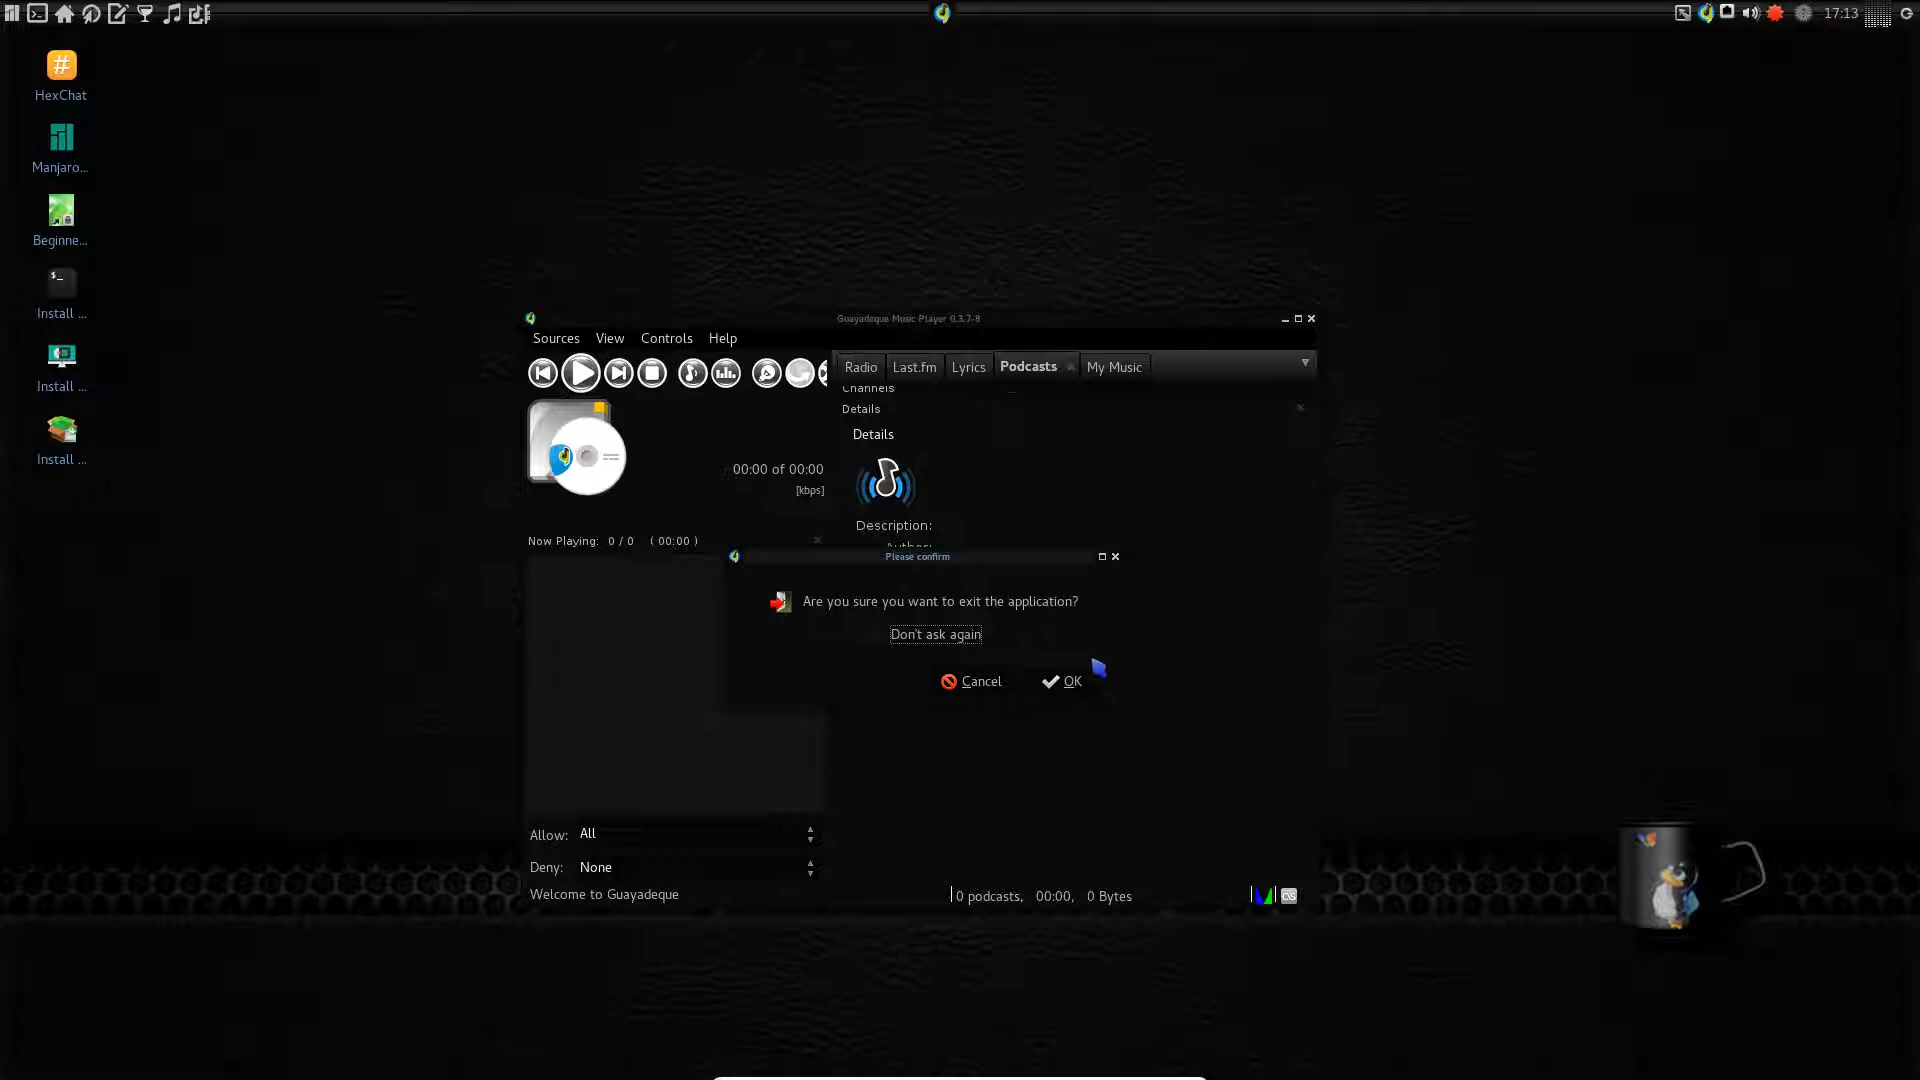 17:13
HexChat
Manjaro...
Beginne...
$_
Install ...
Install ...
Install ...
Guayadeque Music Player 0.3.7-8
Sources View Controls Help
Radio Last.fm Lyrics Podcasts My Music
Channels
Details
Details
00:00 of 00:00
[kbps]
Description:
Author:
Now Playing: 0 / 0 ( 00:00 )
Please confirm
Are you sure you want to exit the application?
Don't ask again
Cancel OK
Allow: All
Deny: None
Welcome to Guayadeque
0 podcasts, 00:00, 0 Bytes